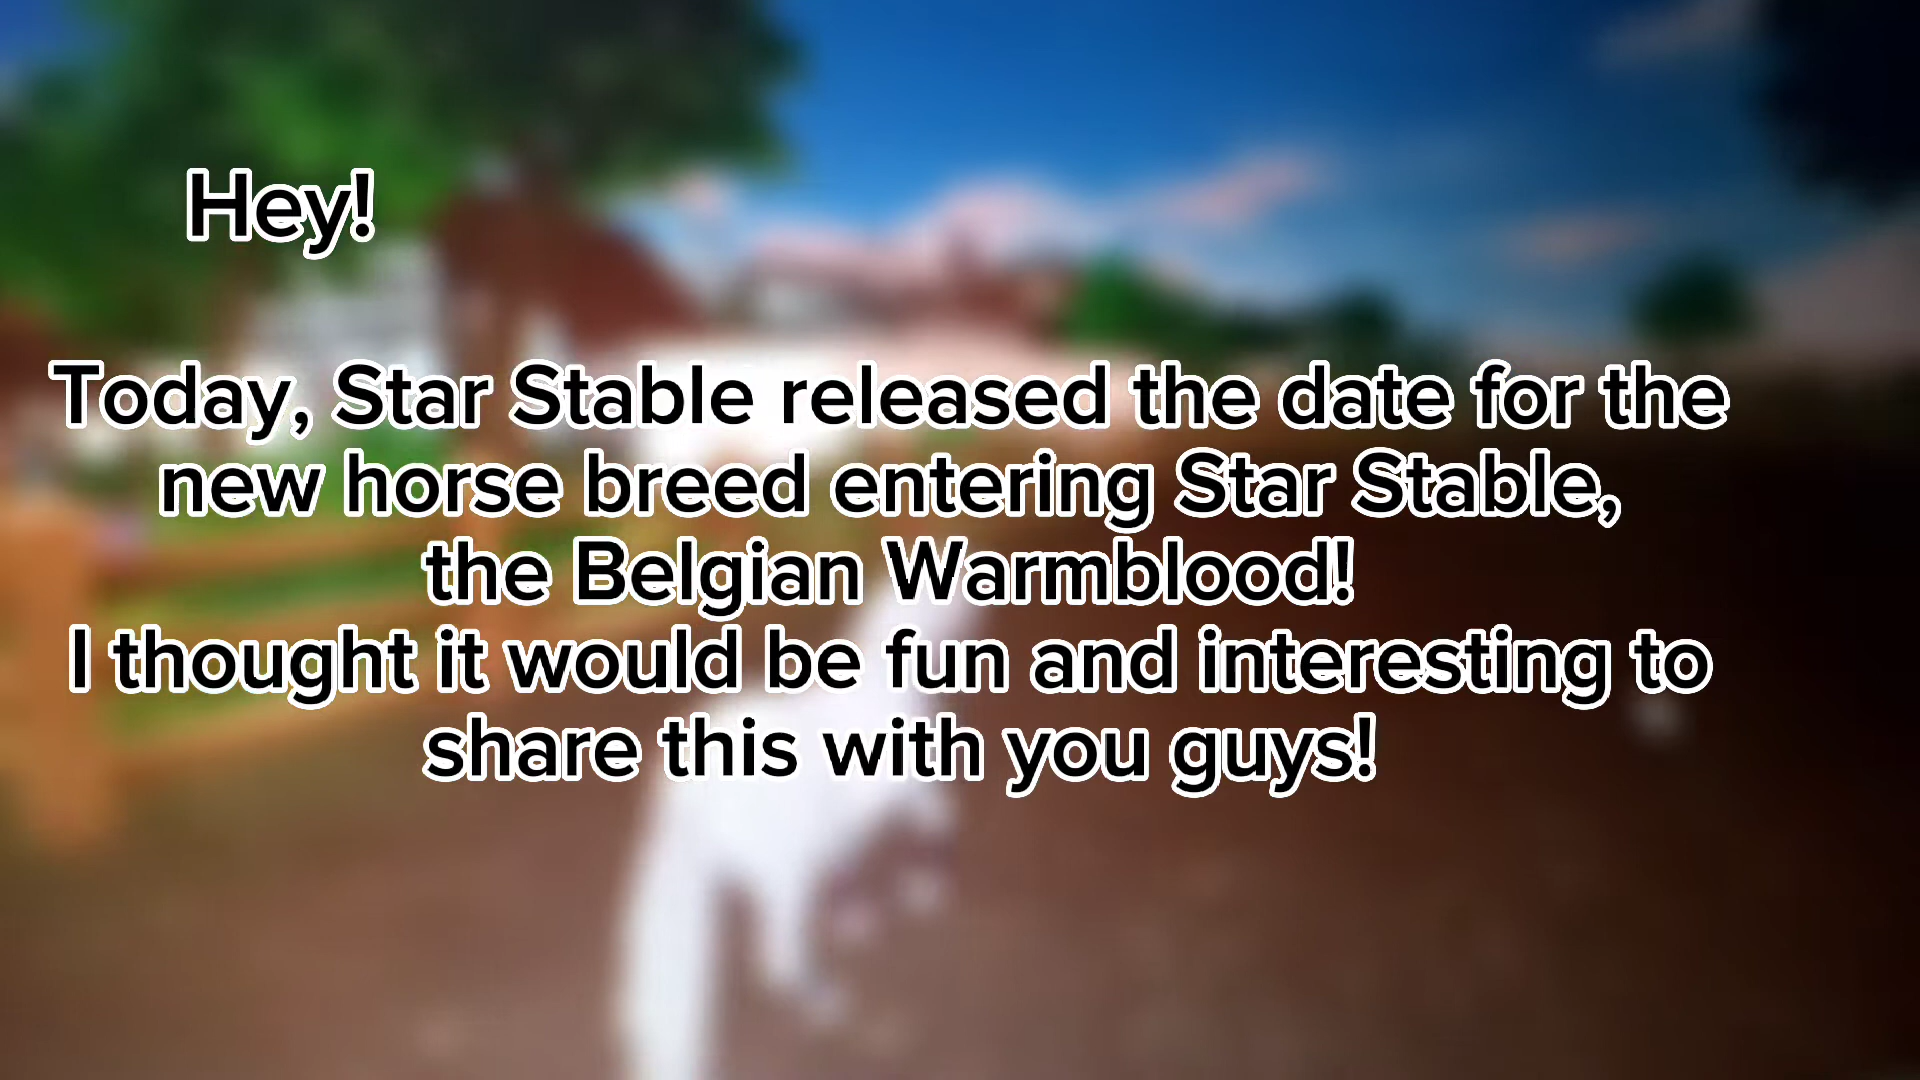 Hey!
Today, Star Stable released the date for the
new horse breed entering Star Stable,
the Belgian Warmblood!
I thought it would be fun and interesting to
share this with you guys!